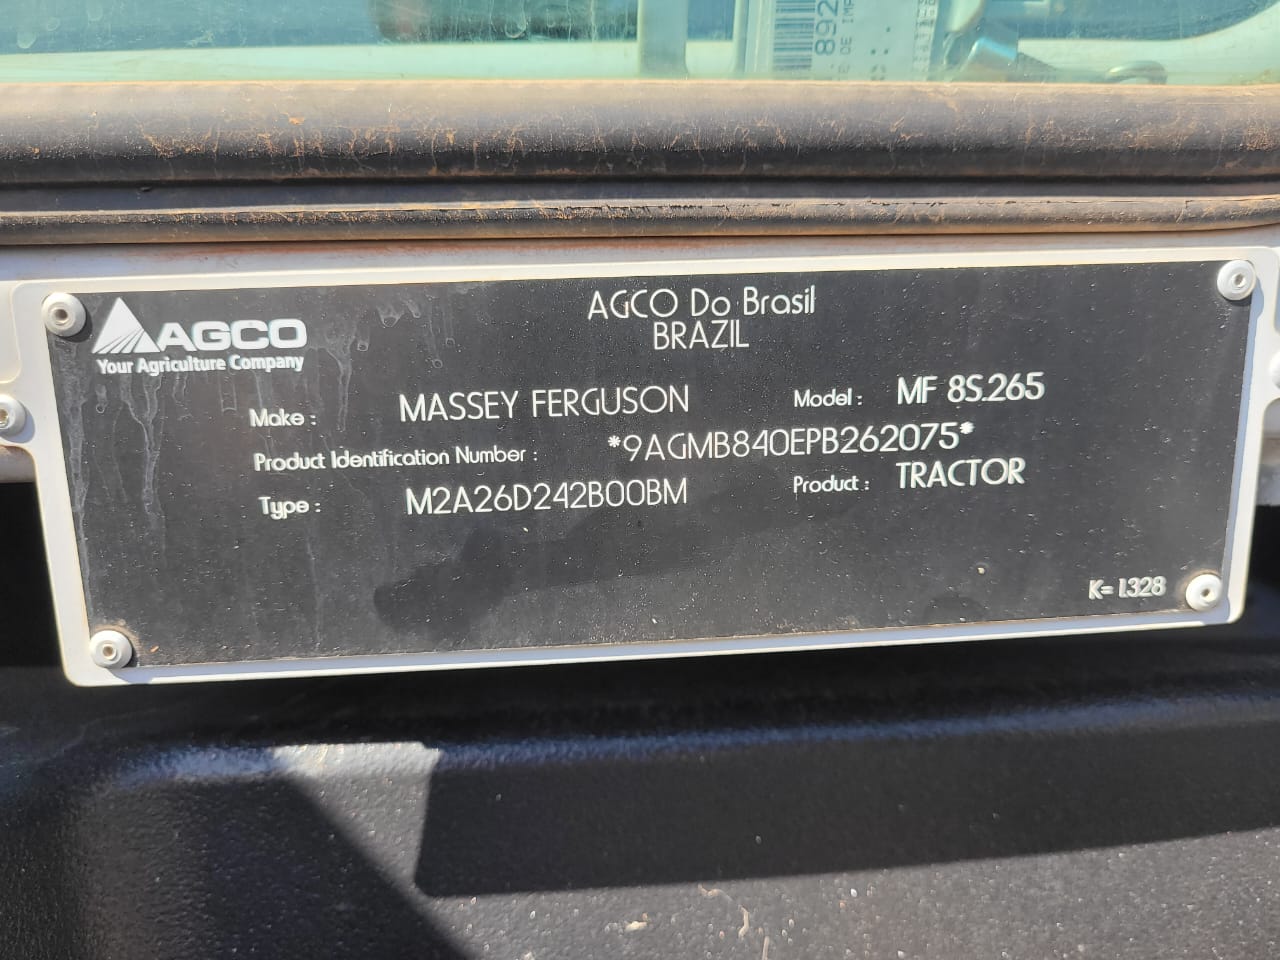 892
AGCO
Your Agriculture Company
AGCO Do Brasil
BRAZIL
Make : MASSEY FERGUSON Model : MF 8S.265
Product Identification Number : *9AGMB840EPB262075*
Type : M2A26D242B00BM Product : TRACTOR
K= 1.328